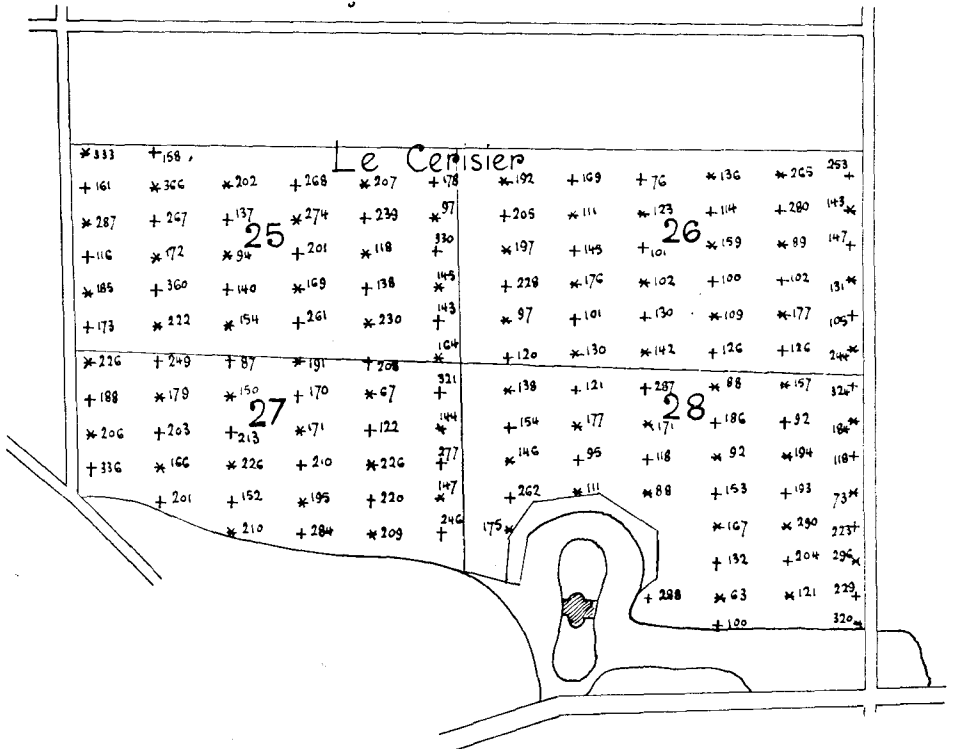 Le Cerisier
*333 +158
+161 *366 *202 +268 *207 +178 *192 +169 +76 *136 *265 253+
*287 +267 +137 *274 +239 *97 +205 *111 *123 +114 +280 143*
25 26
+116 *172 *94 +201 *118 330+ *197 +145 +101 *159 *89 147+
*185 +360 +140 *169 +138 145* +228 *176 *102 +100 +102 131*
+173 *222 *154 +261 *230 143+ *97 +101 +130 *109 *177 105+
*226 +249 +87 *191 +208 164* +120 *130 *142 +126 +126 244*
+188 *179 *150 +170 *67 321+ *138 +121 +287 *88 *157 324+
27 28
*206 +203 +213 *171 +122 144* +154 *177 *171 +186 +92 184*
+336 *166 *226 +210 *226 277+ *146 +95 +118 *92 *194 118+
+201 +152 *195 +220 147* +262 *111 *88 +153 +193 73*
*210 +284 *209 246+ 175* *167 *290 223+
+132 +204 296*
+288 *63 *121 229+
+100 320*